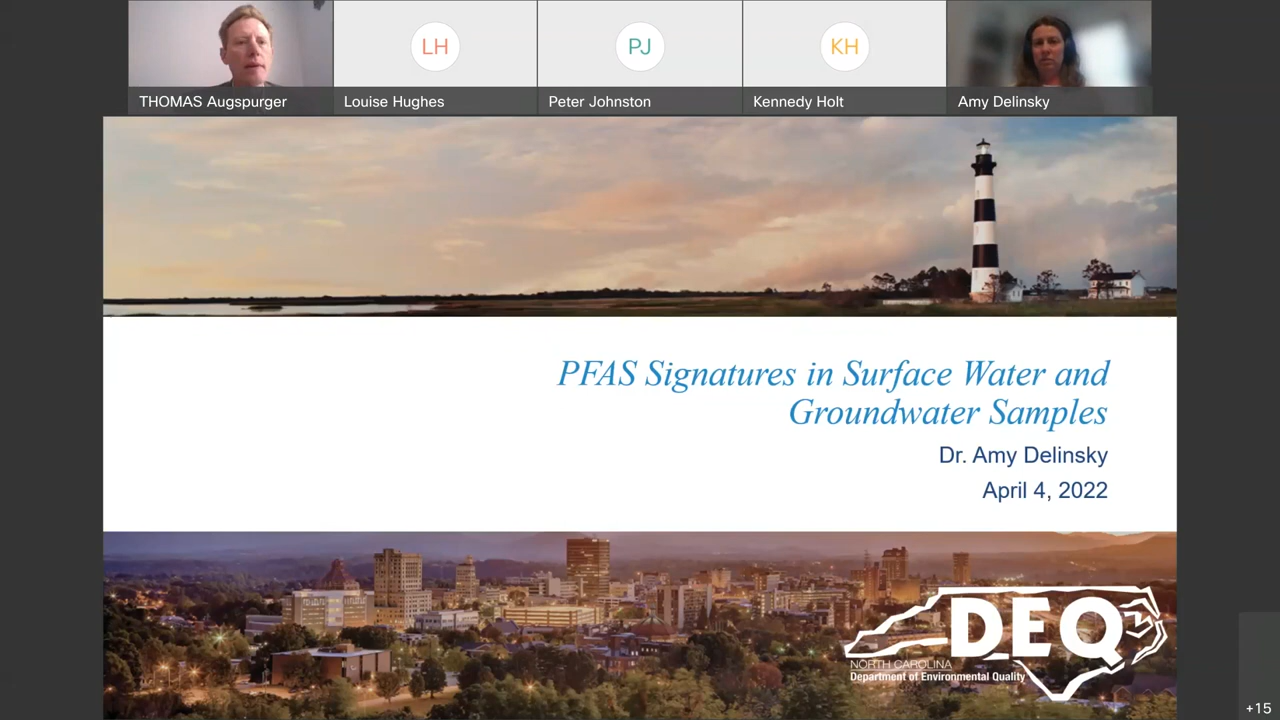 LH
PJ
KH
THOMAS Augspurger
Louise Hughes
Peter Johnston
Kennedy Holt
Amy Delinsky
PFAS Signatures in Surface Water and
Groundwater Samples
Dr. Amy Delinsky
April 4, 2022
DEQ
NORTH CAROLINA
Department of Environmental Quality
+15